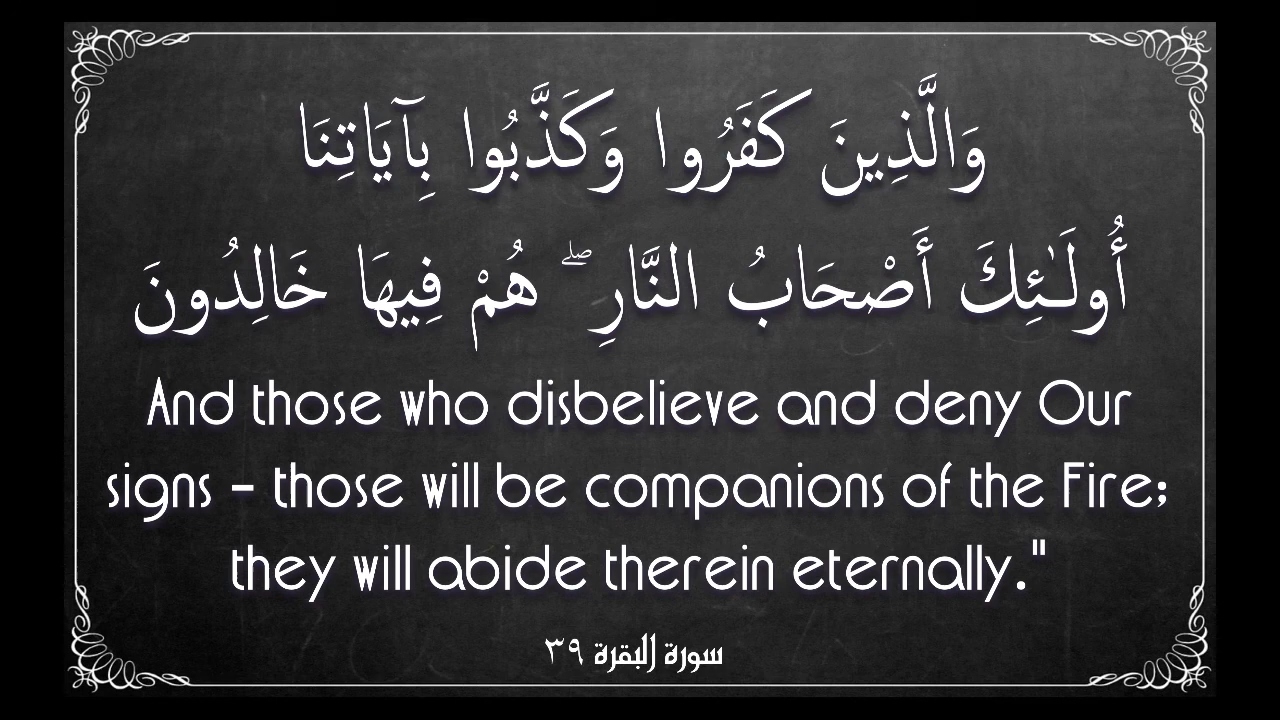 وَالَّذِينَ كَفَرُوا وَكَذَّبُوا بِآيَاتِنَا
أُولَـٰئِكَ أَصْحَابُ النَّارِ ۖ هُمْ فِيهَا خَالِدُونَ
And those who disbelieve and deny Our
signs - those will be companions of the Fire;
they will abide therein eternally."
سورة البقرة ٣٩